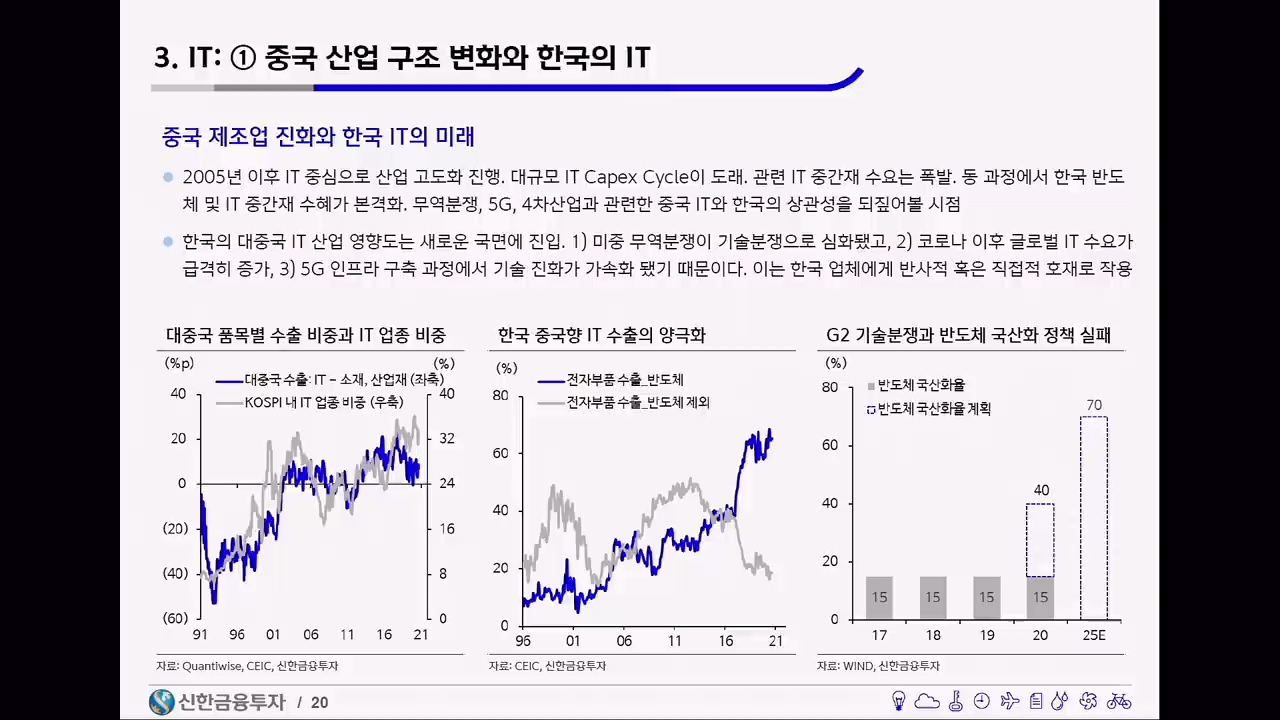 3. IT: ① 중국 산업 구조 변화와 한국의 IT
중국 제조업 진화와 한국 IT의 미래
2005년 이후 IT 중심으로 산업 고도화 진행. 대규모 IT Capex Cycle이 도래. 관련 IT 중간재 수요는 폭발. 동 과정에서 한국 반도
체 및 IT 중간재 수혜가 본격화. 무역분쟁, 5G, 4차산업과 관련한 중국 IT와 한국의 상관성을 되짚어볼 시점
한국의 대중국 IT 산업 영향도는 새로운 국면에 진입. 1) 미중 무역분쟁이 기술분쟁으로 심화됐고, 2) 코로나 이후 글로벌 IT 수요가
급격히 증가, 3) 5G 인프라 구축 과정에서 기술 진화가 가속화 됐기 때문이다. 이는 한국 업체에게 반사적 혹은 직접적 호재로 작용
대중국 품목별 수출 비중과 IT 업종 비중
(%p) (%)
대중국 수출: IT - 소재, 산업재 (좌축)
KOSPI 내 IT 업종 비중 (우축)
40 40
20 32
0 24
(20) 16
(40) 8
(60) 0
91 96 01 06 11 16 21
자료: Quantiwise, CEIC, 신한금융투자
한국 중국향 IT 수출의 양극화
(%)
전자부품 수출_반도체
전자부품 수출_반도체 제외
80
60
40
20
0
96 01 06 11 16 21
자료: CEIC, 신한금융투자
G2 기술분쟁과 반도체 국산화 정책 실패
(%)
반도체 국산화율
반도체 국산화율 계획
80
60
40
20
0
70
40
15 15 15 15
17 18 19 20 25E
자료: WIND, 신한금융투자
신한금융투자 / 20